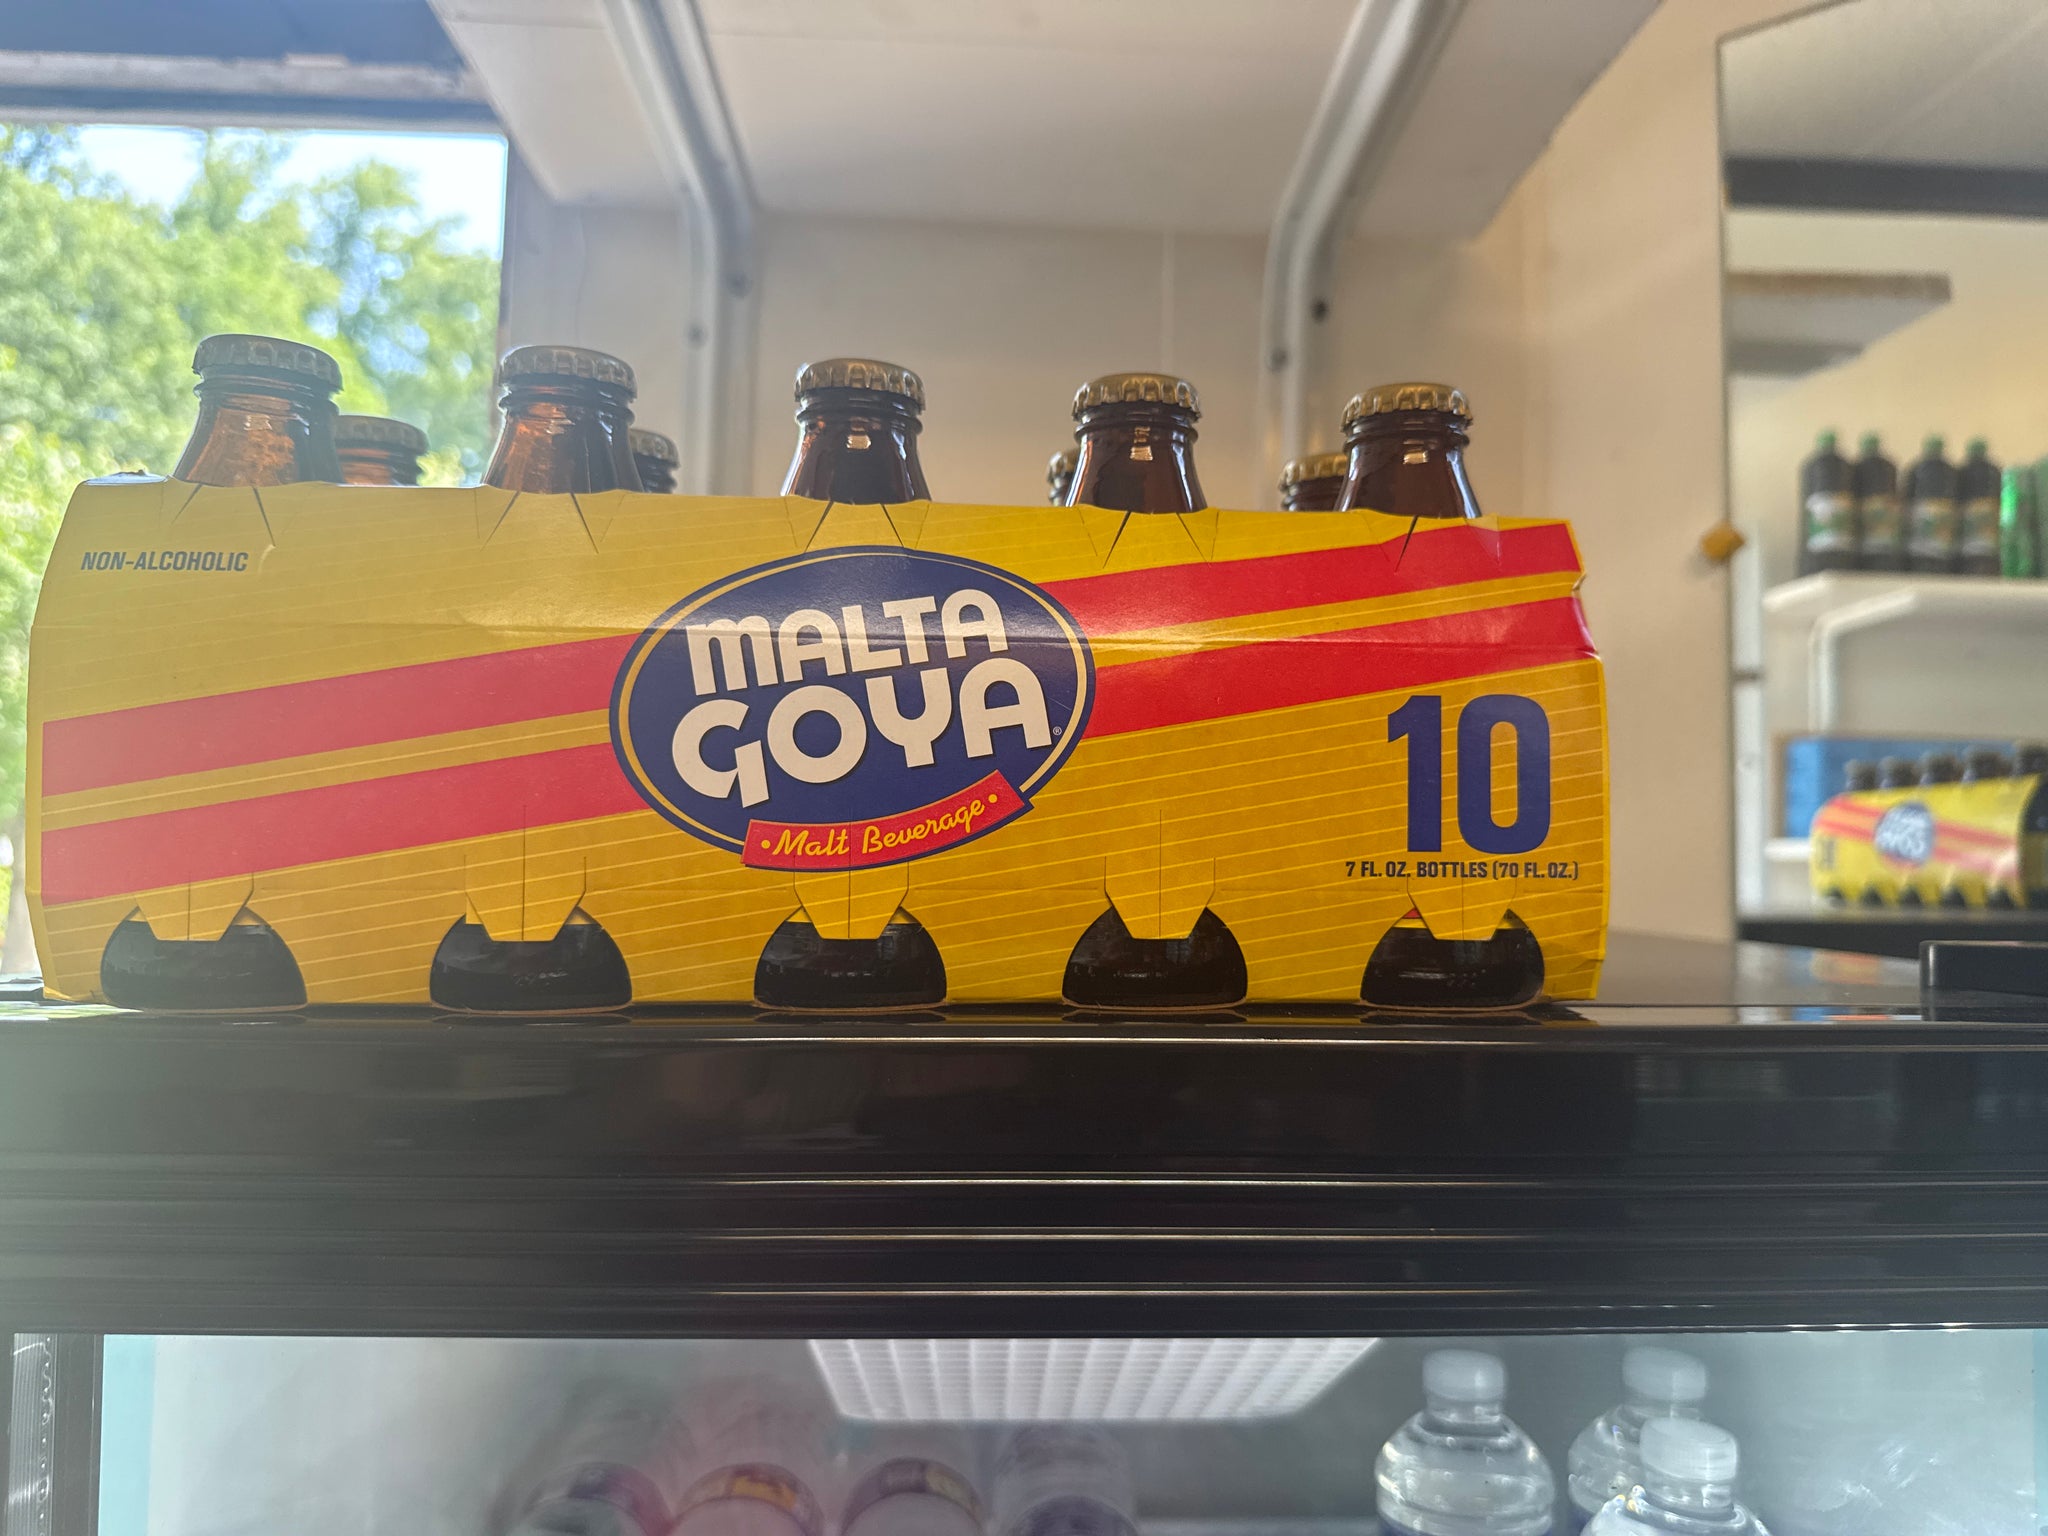 NON-ALCOHOLIC
MALTA
GOYA®
• Malt Beverage •
10
7 FL. OZ. BOTTLES (70 FL. OZ.)